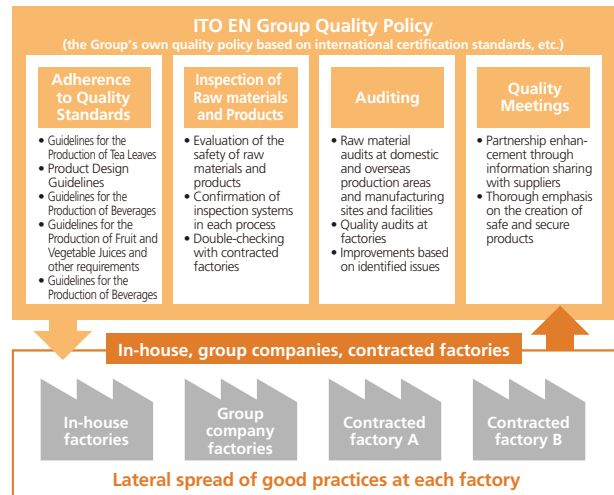 ITO EN Group Quality Policy
(the Group's own quality policy based on international certification standards, etc.)
Adherence
to Quality
Standards
• Guidelines for the
Production of Tea Leaves
• Product Design
Guidelines
• Guidelines for the
Production of Beverages
• Guidelines for the
Production of Fruit and
Vegetable Juices and
other requirements
• Guidelines for the
Production of Beverages
Inspection of
Raw materials
and Products
• Evaluation of the
safety of raw
materials and
products
• Confirmation of
inspection systems
in each process
• Double-checking
with contracted
factories
Auditing
• Raw material
audits at domestic
and overseas
production areas
and manufacturing
sites and facilities
• Quality audits at
factories
• Improvements based
on identified issues
Quality
Meetings
• Partnership enhan-
cement through
information sharing
with suppliers
• Thorough emphasis
on the creation of
safe and secure
products
In-house, group companies, contracted factories
In-house
factories
Group
company
factories
Contracted
factory A
Contracted
factory B
Lateral spread of good practices at each factory